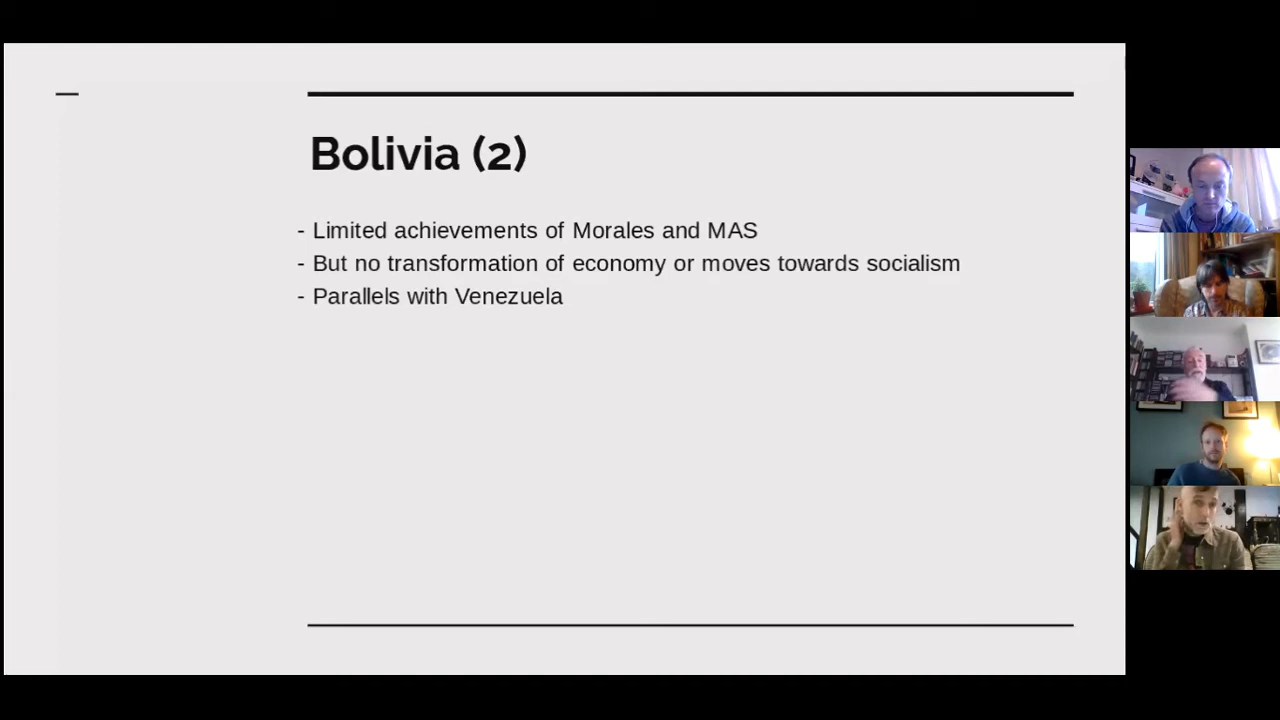 Bolivia (2)
- Limited achievements of Morales and MAS
- But no transformation of economy or moves towards socialism
- Parallels with Venezuela